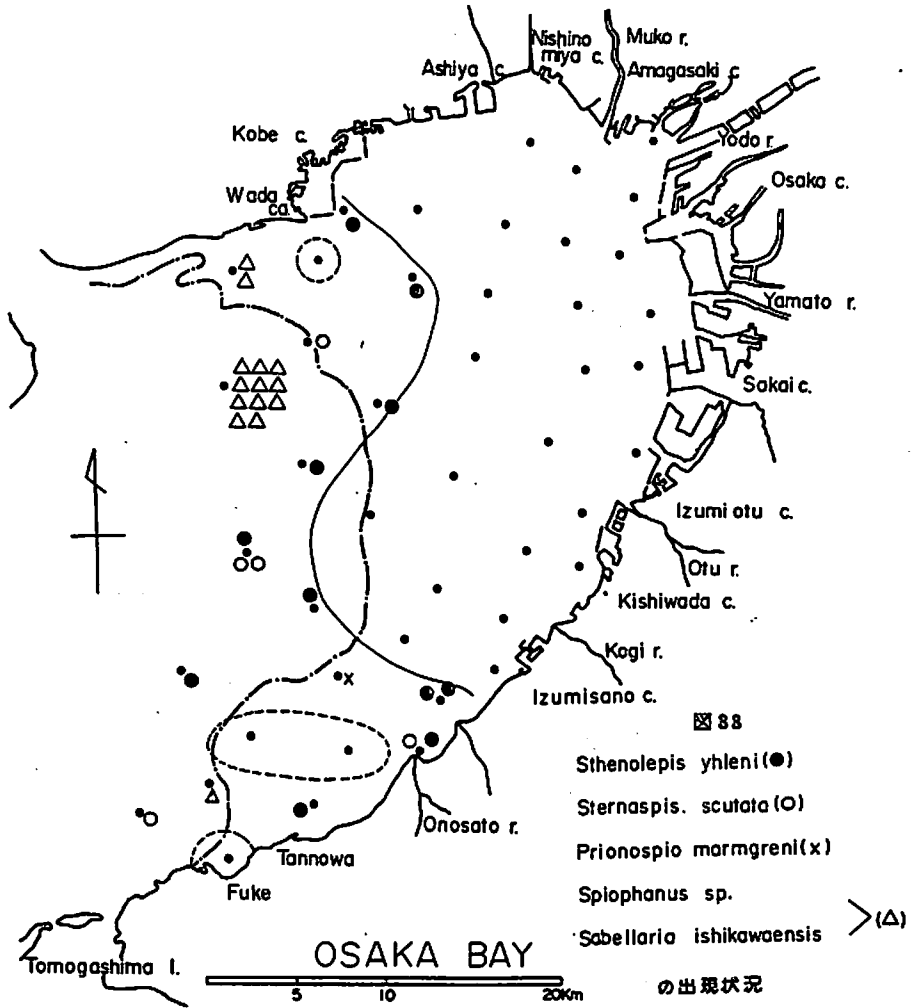 Nishino
miya c.
Muko r.
Ashiya c.
Amagasaki c
Kobe c.
Yodo r.
Osaka c.
Wada
ca.
Yamato r.
Sakai c.
Izumi otu c.
Otu r.
Kishiwada c.
Kogi r.
Izumisano c.
x
図 88
Sthenolepis yhleni (●)
Sternaspis. scutata (O)
Prionospio marmgreni (x)
Spiophanus sp.
Sabellaria ishikawaensis
>(△)
の出現状況
Onosato r.
Tannowa
Fuke
Tomogashima I.
OSAKA BAY
5 10 20Km